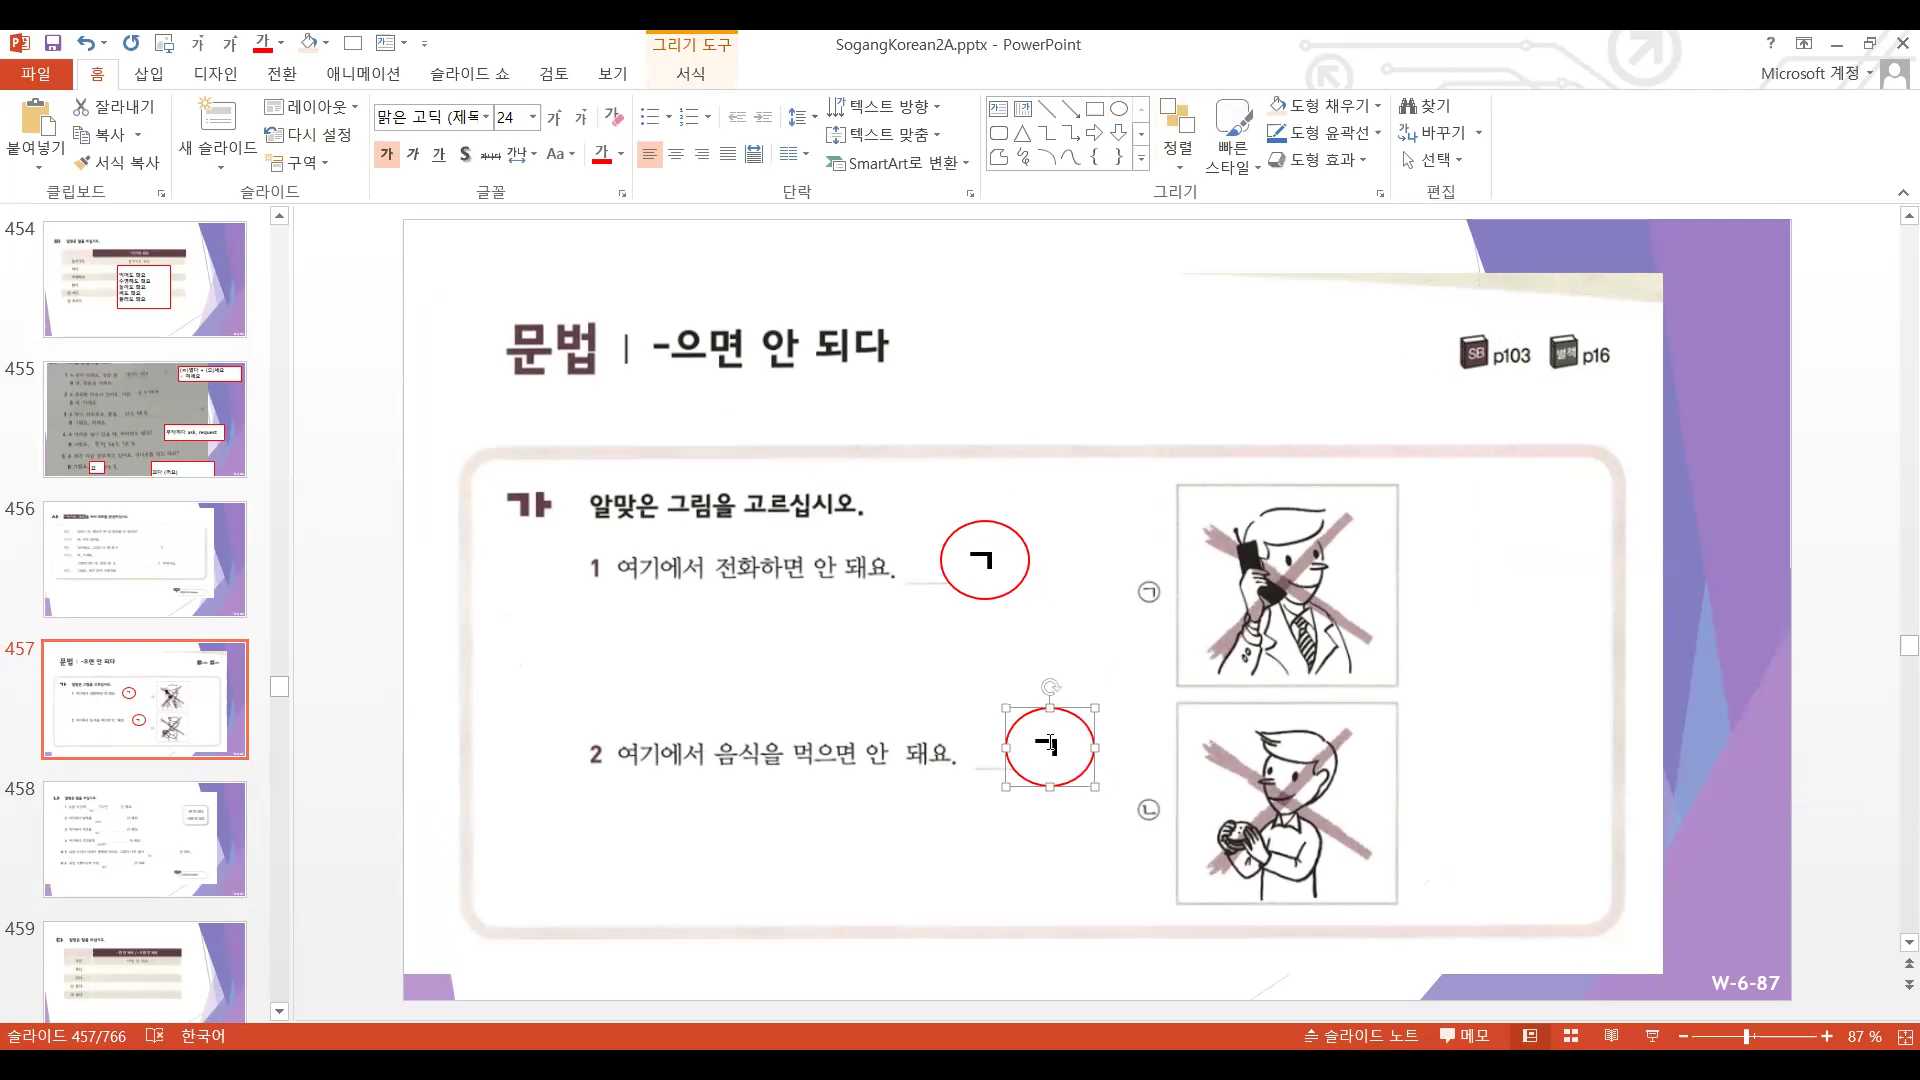 그리기 도구
SogangKorean2A.pptx - PowerPoint
파일 홈 삽입 디자인 전환 애니메이션 슬라이드 쇼 검토 보기 서식
Microsoft 계정
붙여넣기
잘라내기
복사
서식 복사
클립보드
새 슬라이드
레이아웃
다시 설정
구역
슬라이드
맑은 고딕 (제목 24
글꼴
텍스트 방향
텍스트 맞춤
SmartArt로 변환
단락
정렬
빠른 스타일
도형 채우기
도형 윤곽선
도형 효과
그리기
찾기
바꾸기
선택
편집
454
455
456
457
458
459
문법 | -으면 안 되다
SB p103 별책 p16
가 알맞은 그림을 고르십시오.
1 여기에서 전화하면 안 돼요. ㄱ
㉠
2 여기에서 음식을 먹으면 안 돼요. ㄱ
㉡
W-6-87
슬라이드 457/766 한국어
슬라이드 노트 메모 87 %